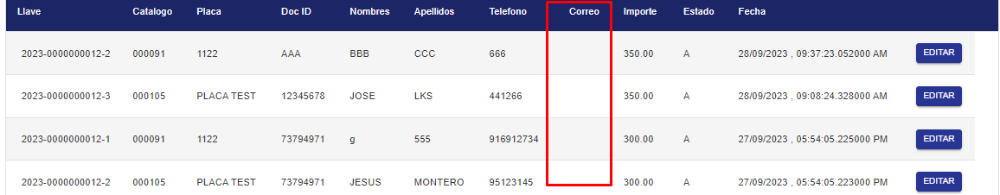 Llave Catalogo Placa Doc ID Nombres Apellidos Telefono Correo Importe Estado Fecha
2023-0000000012-2 000091 1122 AAA BBB CCC 666 350.00 A 28/09/2023 , 09:37:23.052000 AM EDITAR
2023-0000000012-3 000105 PLACA TEST 12345678 JOSE LKS 441266 350.00 A 28/09/2023 , 09:08:24.328000 AM EDITAR
2023-0000000012-1 000091 1122 73794971 g 555 916912734 300.00 A 27/09/2023 , 05:54:05.225000 PM EDITAR
2023-0000000012-2 000105 PLACA TEST 73794971 JESUS MONTERO 95123145 300.00 A 27/09/2023 , 05:54:05.223000 PM EDITAR